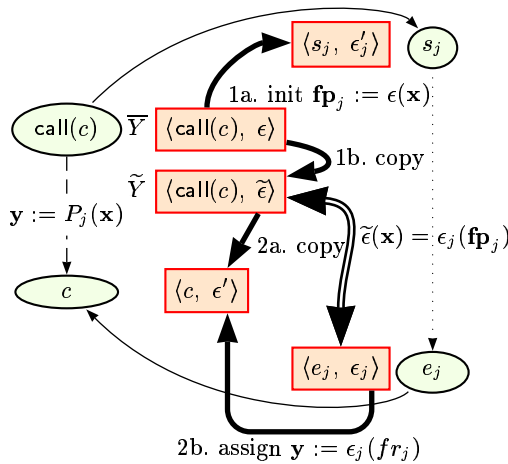 ⟨s_j, ϵ′_j⟩
s_j
1a. init fp_j := ϵ(x)
call(c)
Y̅
⟨call(c), ϵ⟩
1b. copy
Ỹ
⟨call(c), ϵ̃⟩
y := P_j(x)
2a. copy
ϵ̃(x) = ϵ_j(fp_j)
c
⟨c, ϵ′⟩
⟨e_j, ϵ_j⟩
e_j
2b. assign y := ϵ_j(fr_j)